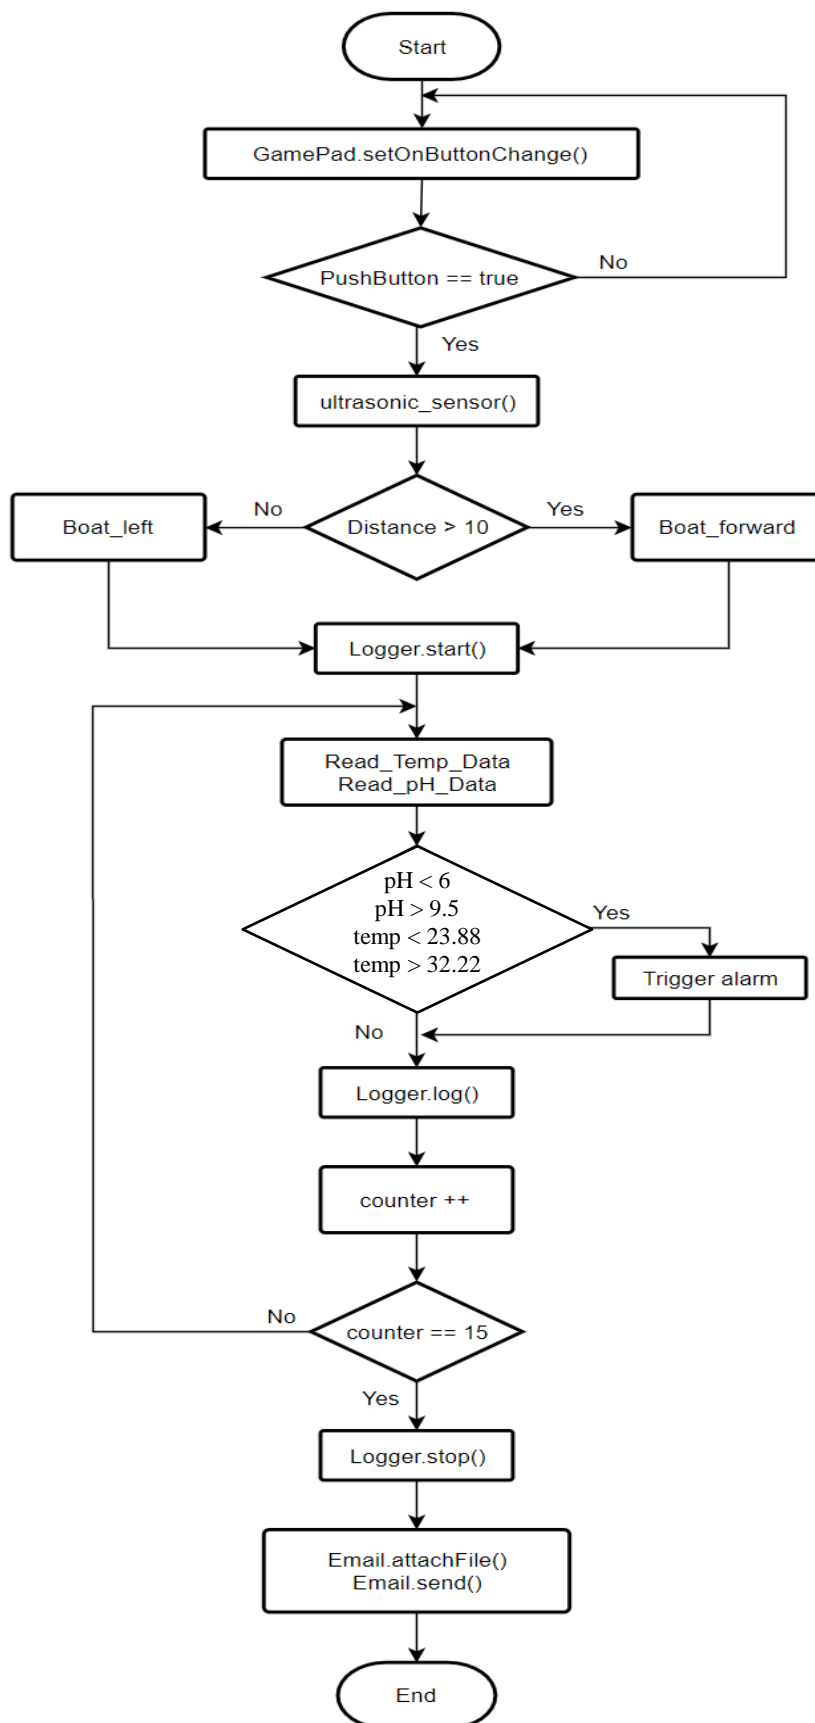 Start
GamePad.setOnButtonChange()
PushButton == true
No
Yes
ultrasonic_sensor()
Boat_left
No
Distance > 10
Yes
Boat_forward
Logger.start()
Read_Temp_Data
Read_pH_Data
pH < 6
pH > 9.5
temp < 23.88
temp > 32.22
Yes
Trigger alarm
No
Logger.log()
counter ++
No
counter == 15
Yes
Logger.stop()
Email.attachFile()
Email.send()
End